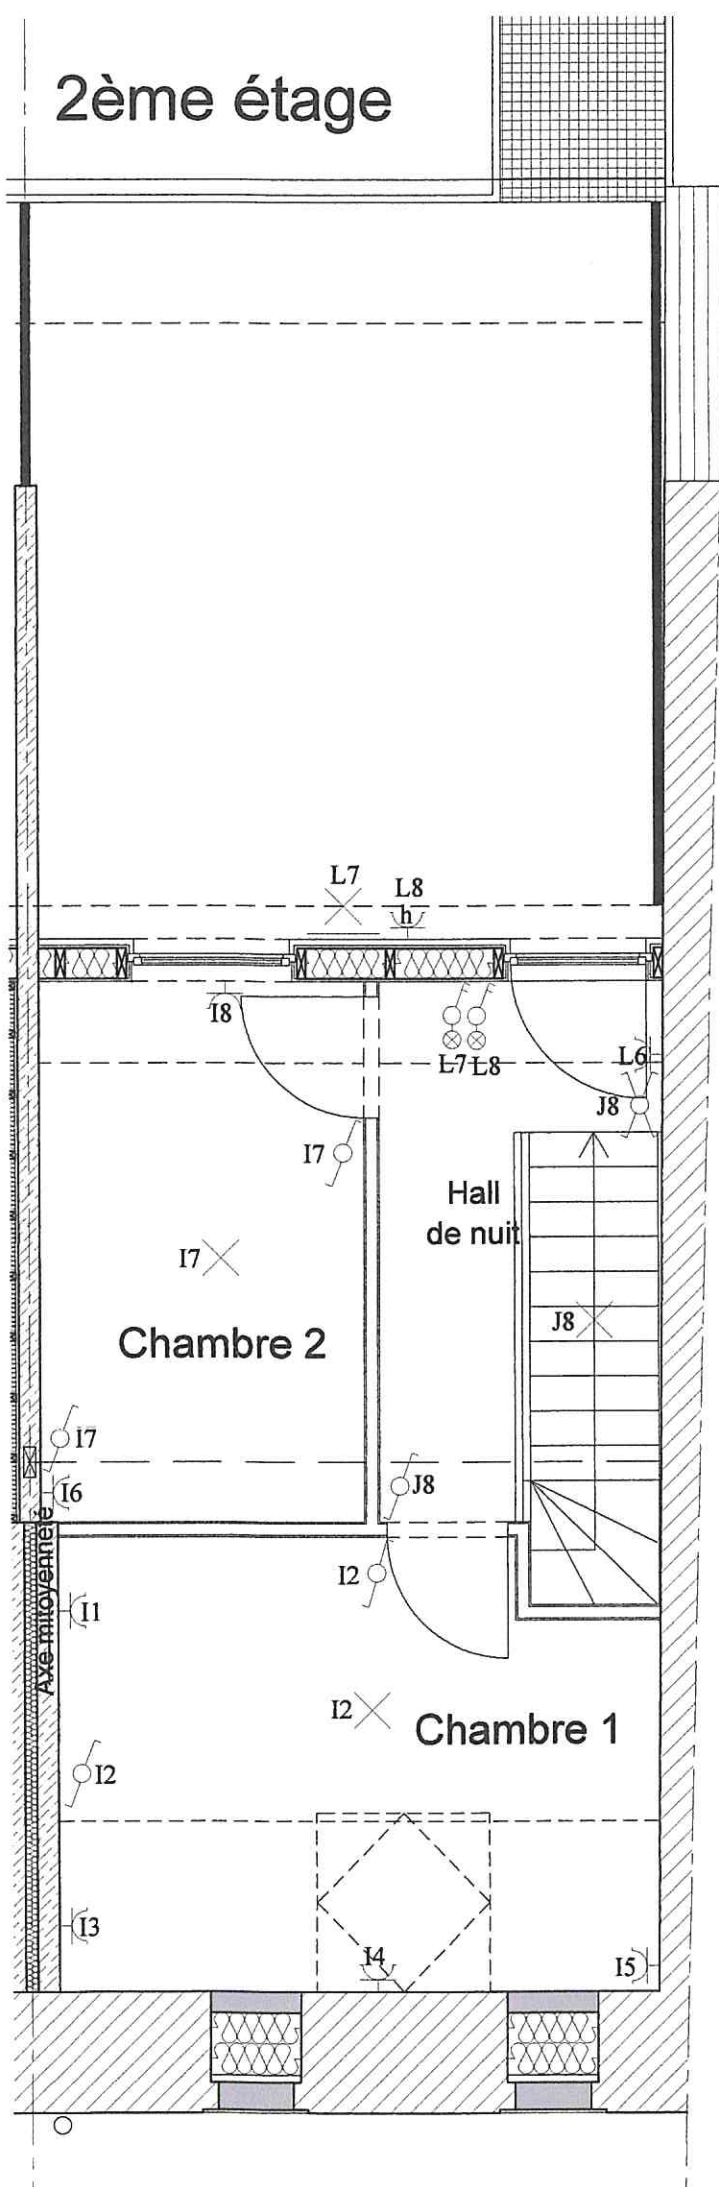 2ème étage
L7
L8
h
I8
L7 L8
L6
J8
I7
Hall
de nuit
I7
J8
Chambre 2
I7
I6
J8
Axe mitoyenneté
I2
I1
I2
Chambre 1
I2
I3
I4
I5